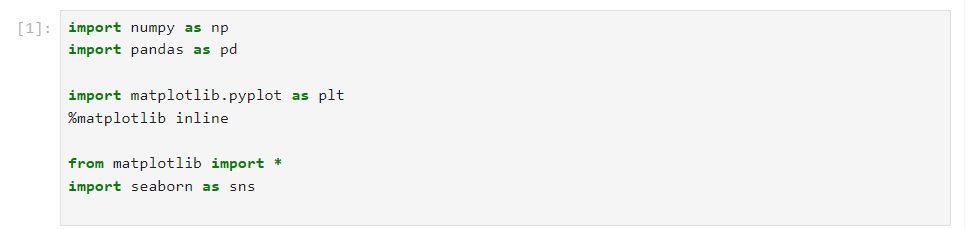 [1]:
import numpy as np
import pandas as pd
import matplotlib.pyplot as plt
%matplotlib inline
from matplotlib import *
import seaborn as sns